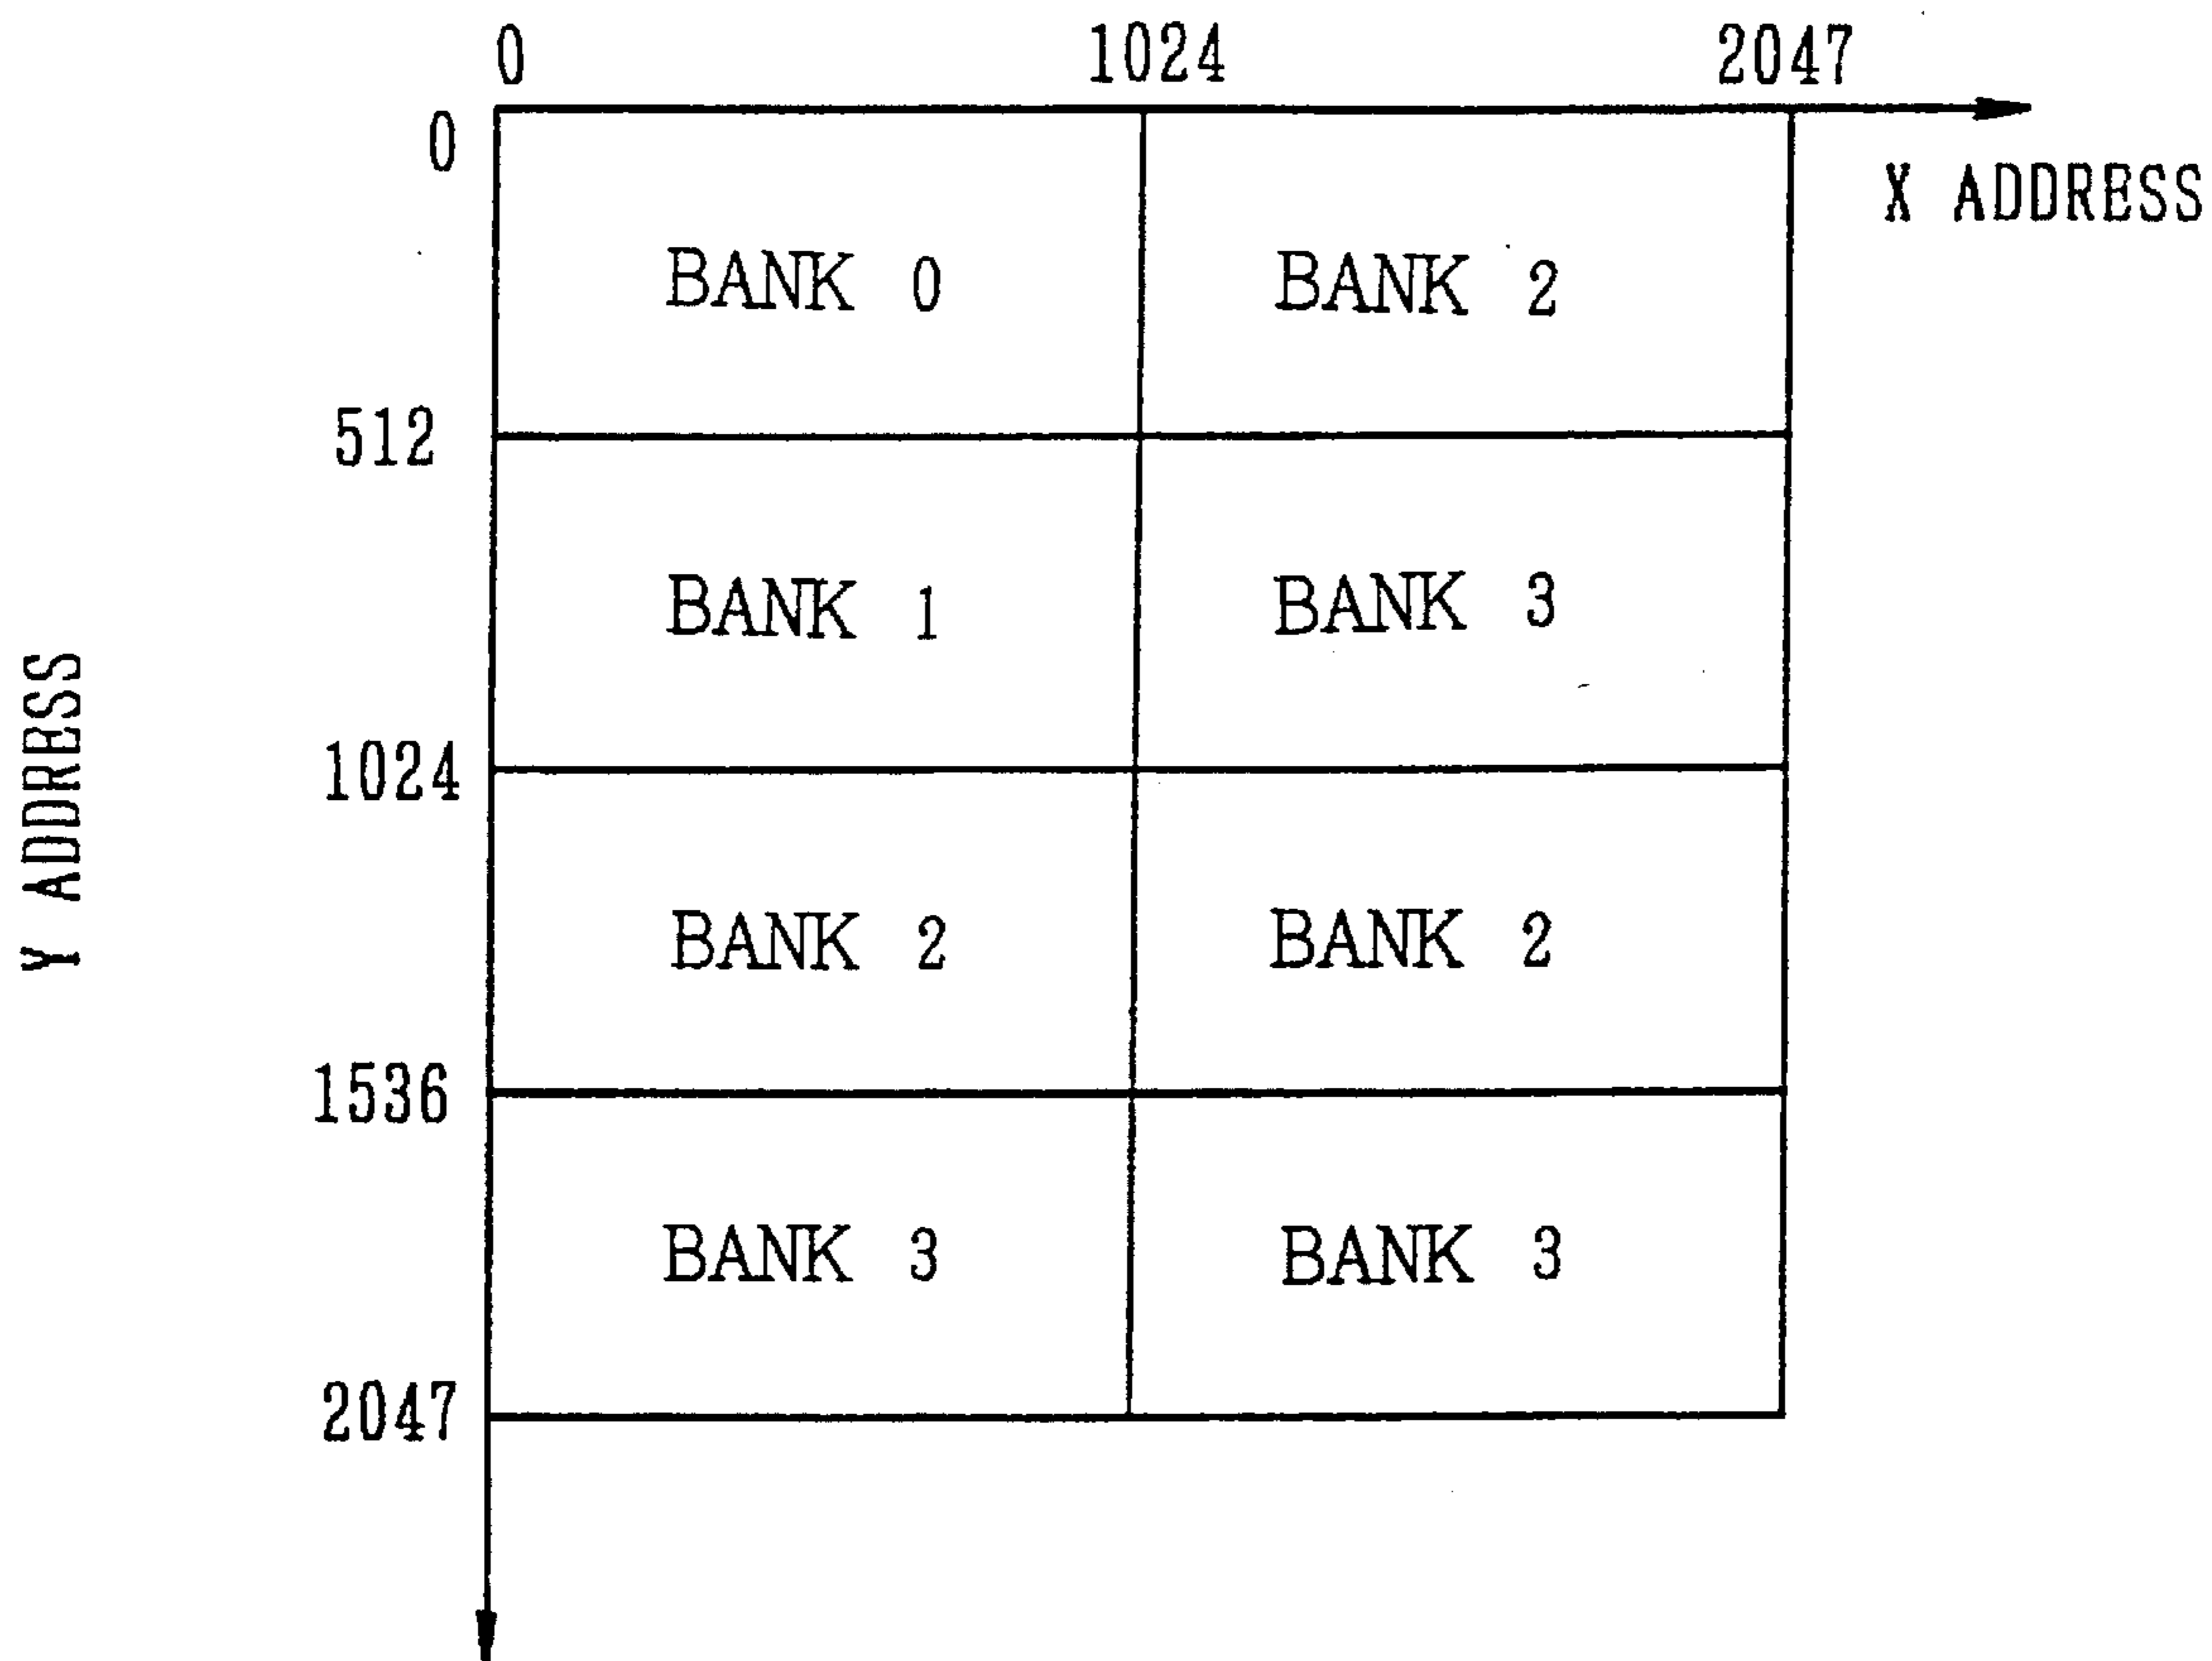 0 1024 2047
0
X ADDRESS
BANK 0 BANK 2
512
BANK 1 BANK 3
Y ADDRESS
1024
BANK 2 BANK 2
1536
BANK 3 BANK 3
2047